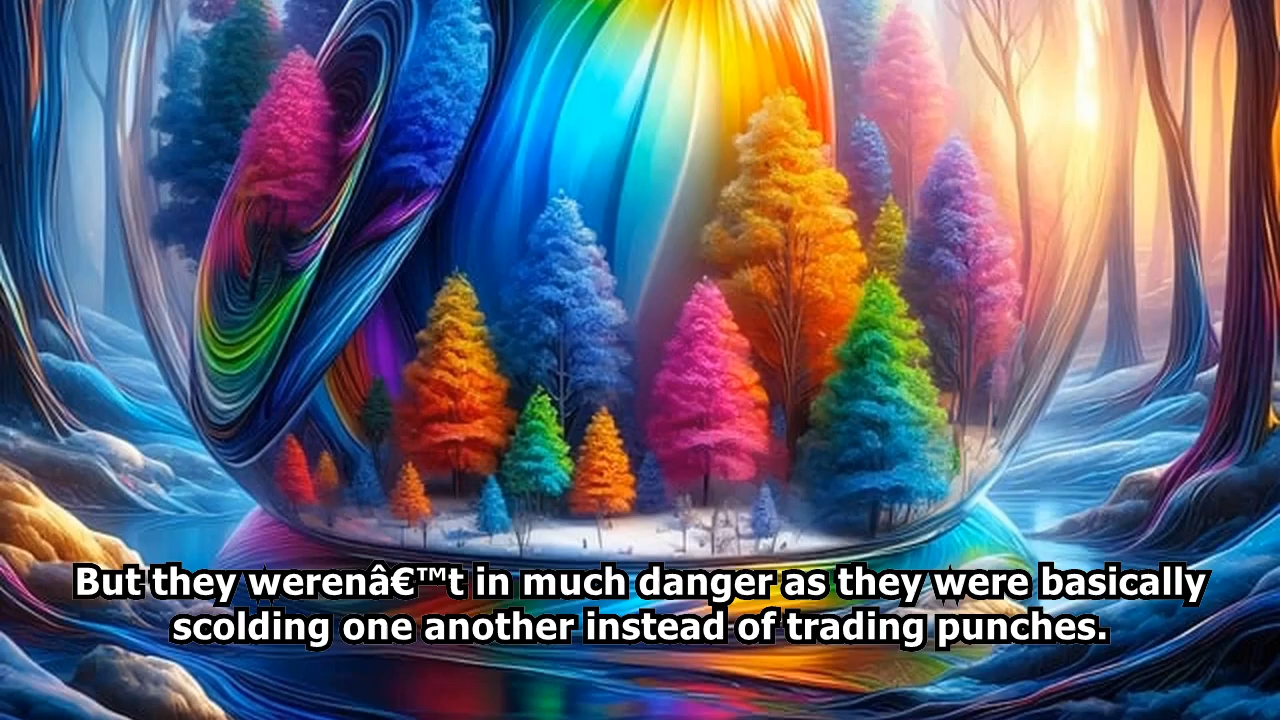 But they werenâ€™t in much danger as they were basically
scolding one another instead of trading punches.